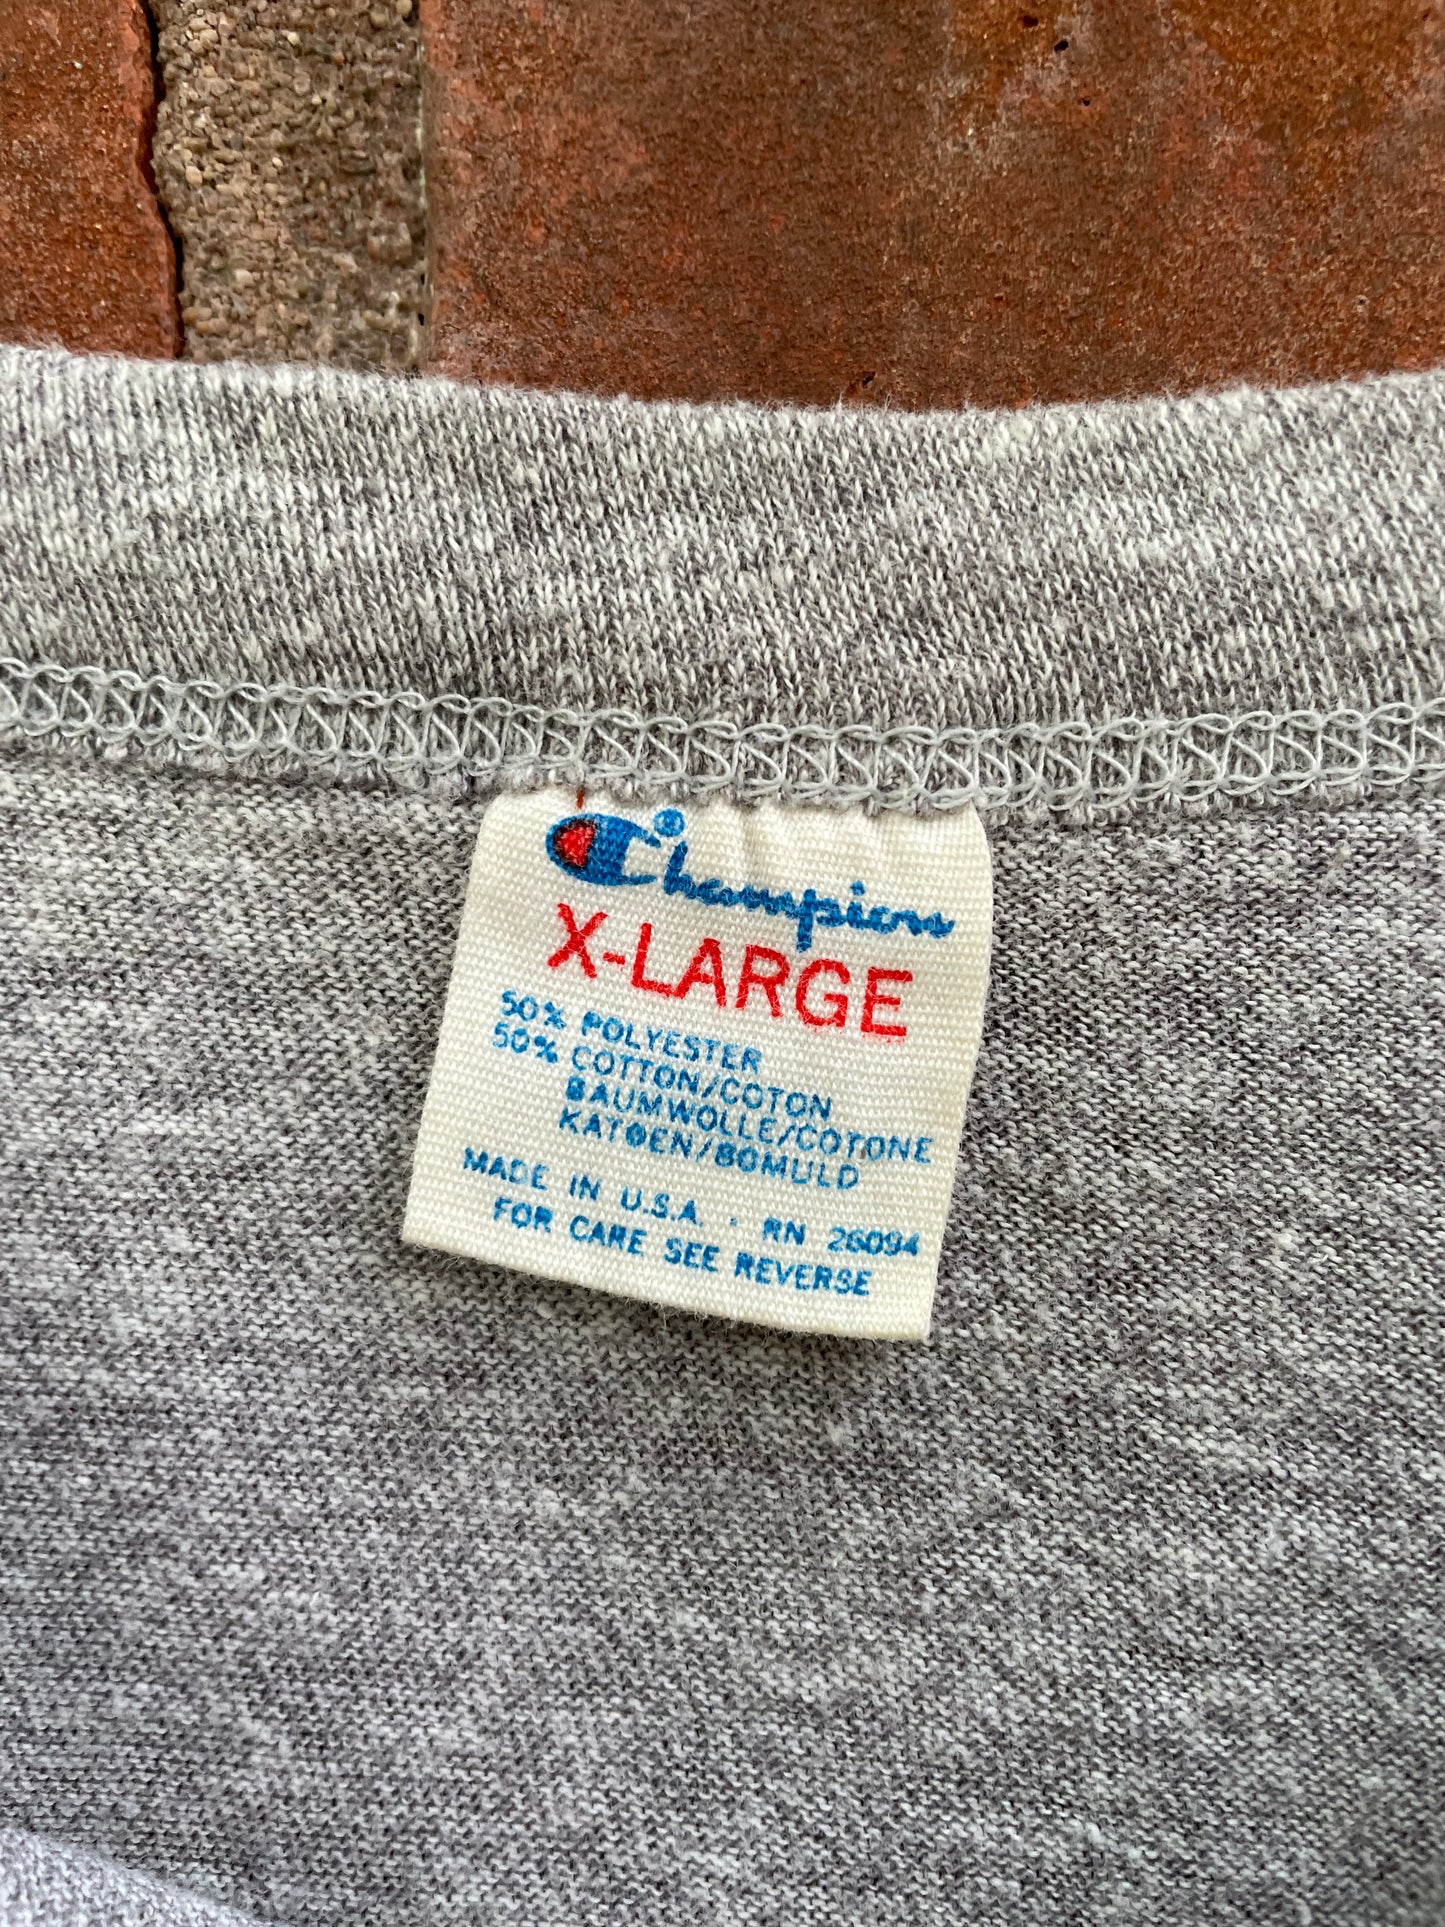 Champion®
X-LARGE
50% POLYESTER
50% COTTON/COTON
BAUMWOLLE/COTONE
KATOEN/BOMULD
MADE IN U.S.A. · RN 26094
FOR CARE SEE REVERSE